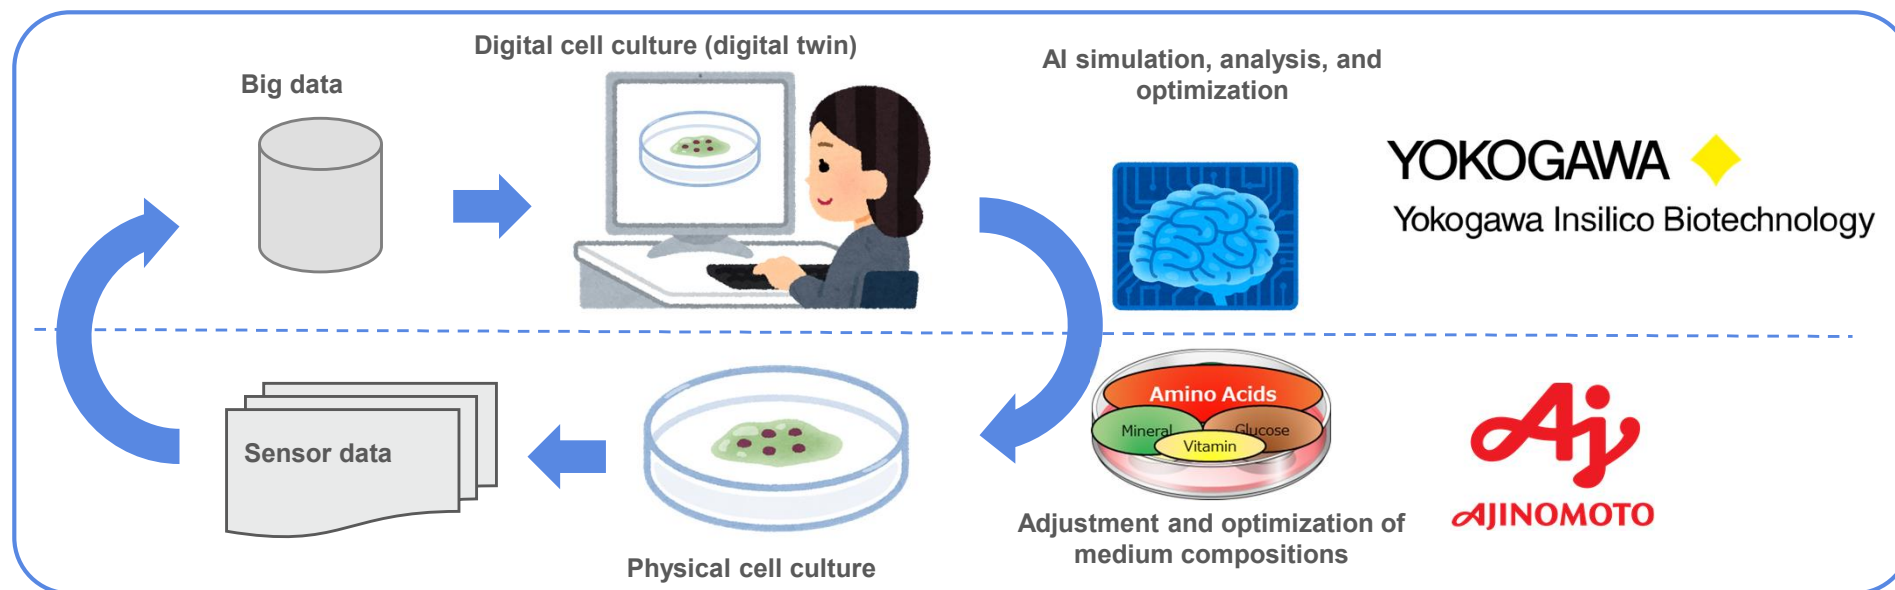 Digital cell culture (digital twin)
Big data
AI simulation, analysis, and
optimization
YOKOGAWA
Yokogawa Insilico Biotechnology
Sensor data
Physical cell culture
Amino Acids
Mineral
Glucose
Vitamin
Adjustment and optimization of
medium compositions
Aj
AJINOMOTO